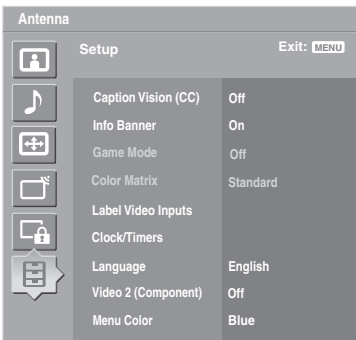 Antenna
Setup Exit: MENU
Caption Vision (CC) Off
Info Banner On
Game Mode Off
Color Matrix Standard
Label Video Inputs
Clock/Timers
Language English
Video 2 (Component) Off
Menu Color Blue